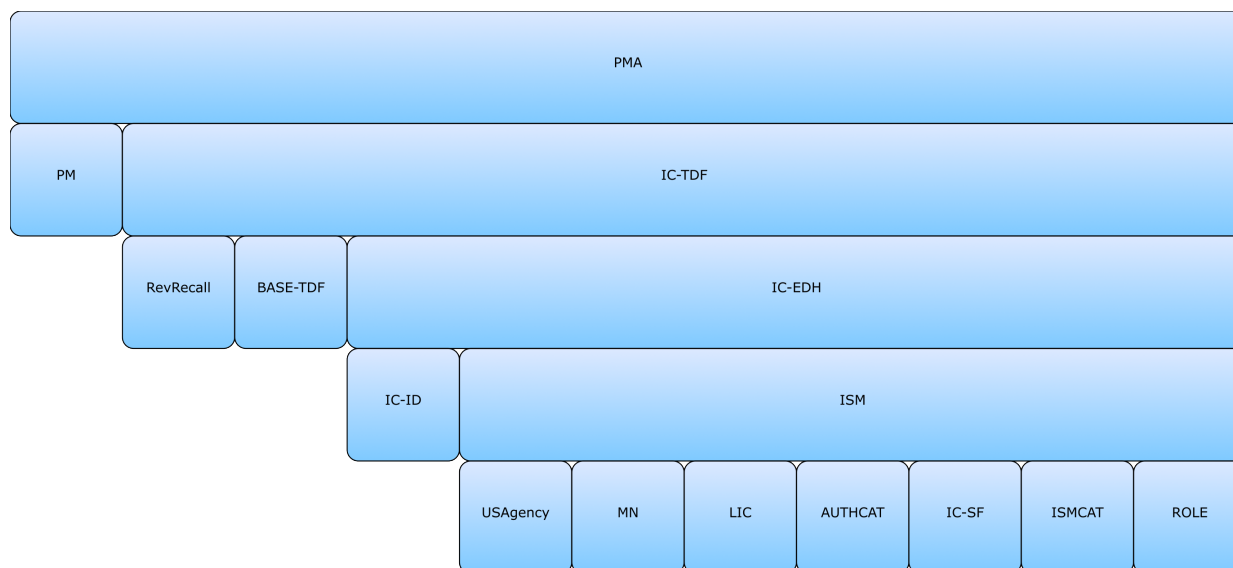 PMA
PM IC-TDF
RevRecall BASE-TDF IC-EDH
IC-ID ISM
USAgency MN LIC AUTHCAT IC-SF ISMCAT ROLE